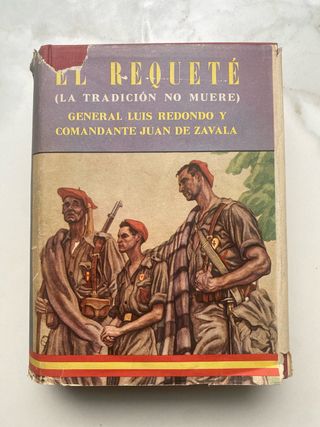 EL REQUETÉ
(LA TRADICIÓN NO MUERE)
GENERAL LUIS REDONDO Y
COMANDANTE JUAN DE ZAVALA